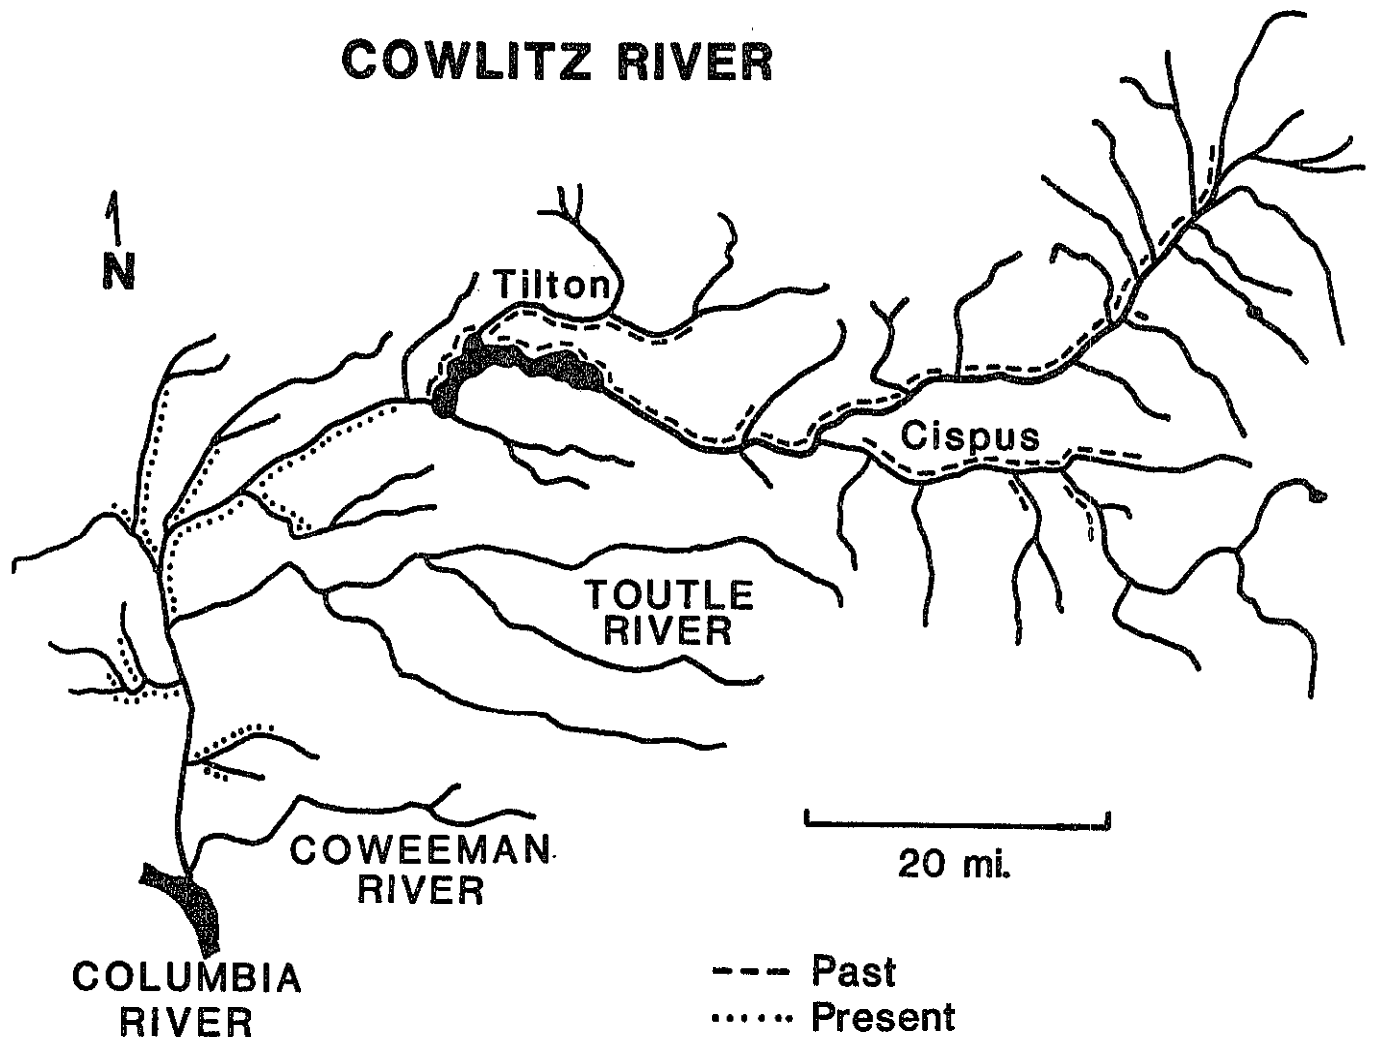 COWLITZ RIVER
N
Tilton
Cispus
TOUTLE
RIVER
COWEEMAN
RIVER
20 mi.
COLUMBIA
RIVER
Past
Present